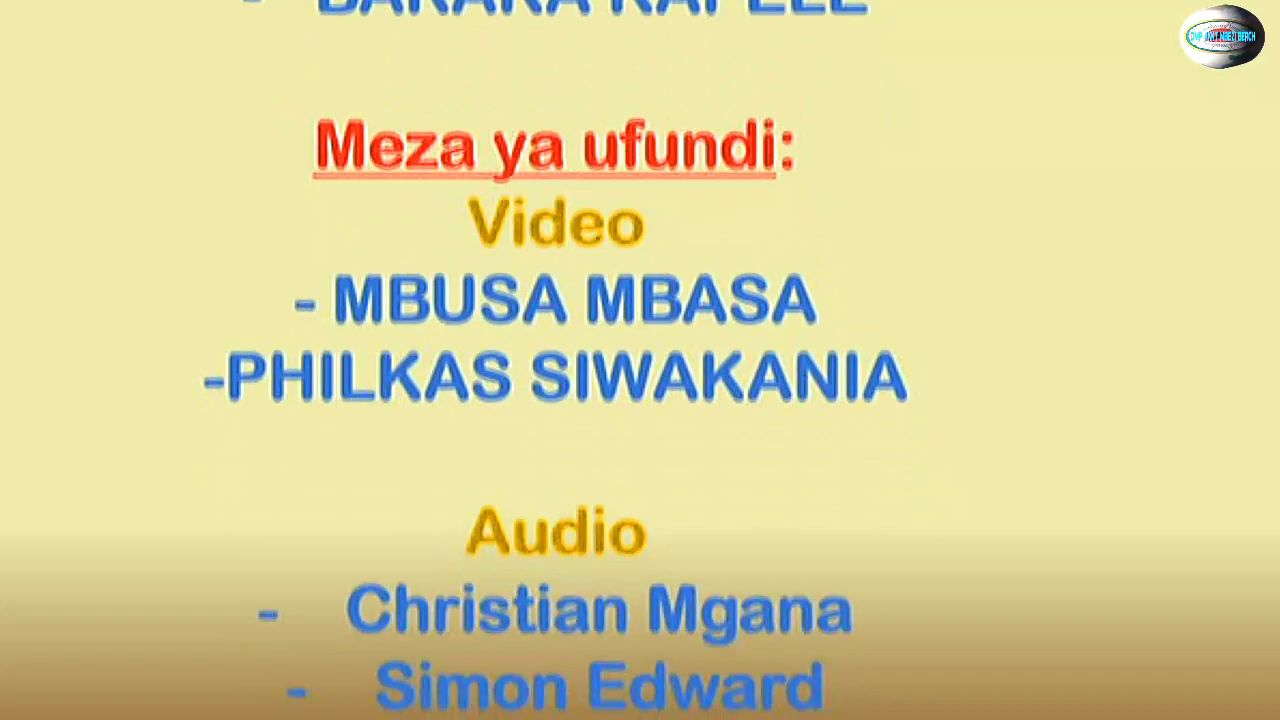 Meza ya ufundi:
Video
- MBUSA MBASA
-PHILKAS SIWAKANIA
Audio
- Christian Mgana
- Simon Edward